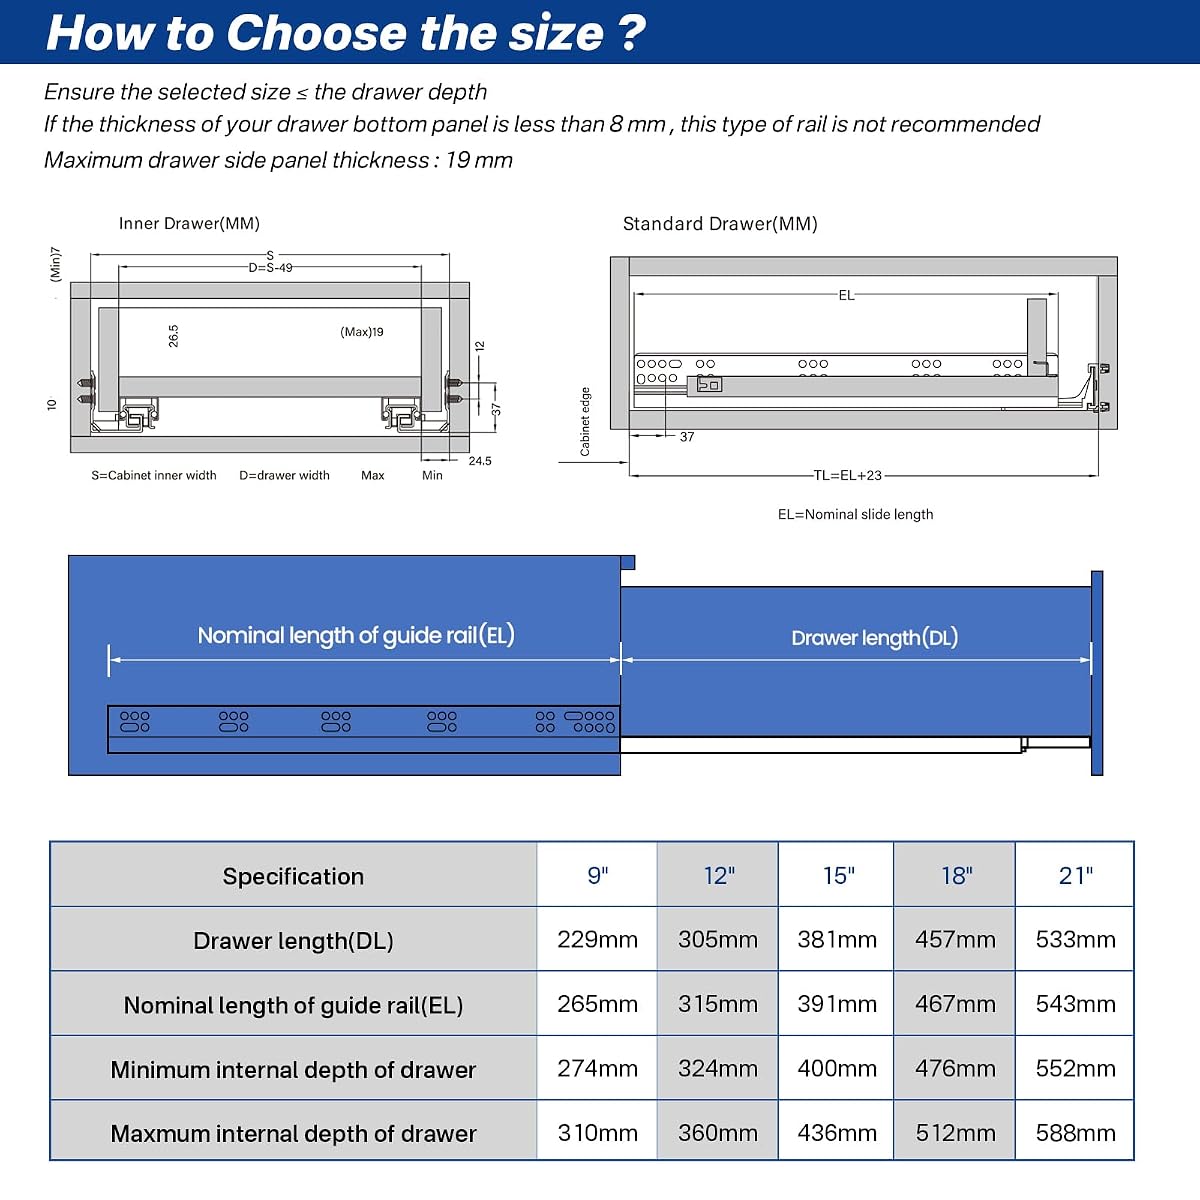 How to Choose the size ?
Ensure the selected size ≤ the drawer depth
If the thickness of your drawer bottom panel is less than 8 mm , this type of rail is not recommended
Maximum drawer side panel thickness : 19 mm
Inner Drawer(MM)
(Min)7
S
D=S-49
26.5
(Max)19
12
10
37
24.5
S=Cabinet inner width D=drawer width Max Min
Standard Drawer(MM)
EL
Cabinet edge
37
TL=EL+23
EL=Nominal slide length
Nominal length of guide rail(EL)
Drawer length(DL)
Specification 9" 12" 15" 18" 21"
Drawer length(DL) 229mm 305mm 381mm 457mm 533mm
Nominal length of guide rail(EL) 265mm 315mm 391mm 467mm 543mm
Minimum internal depth of drawer 274mm 324mm 400mm 476mm 552mm
Maxmum internal depth of drawer 310mm 360mm 436mm 512mm 588mm